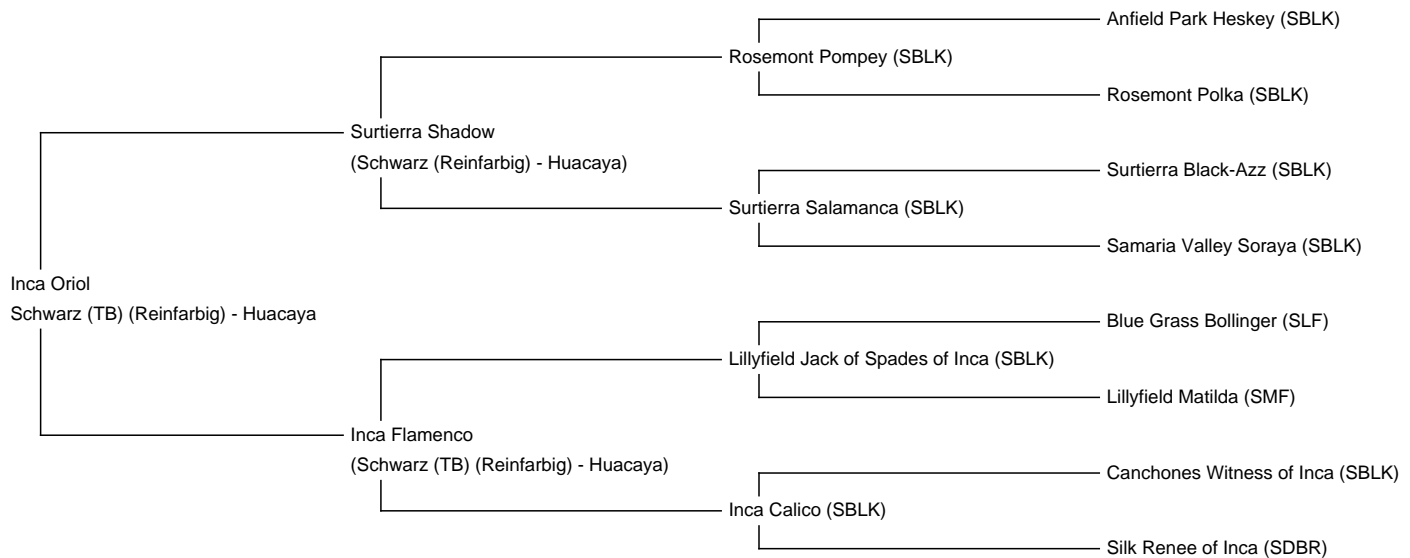 Anfield Park Heskey (SBLK)
Rosemont Pompey (SBLK)
Rosemont Polka (SBLK)
Surtierra Shadow
(Schwarz (Reinfarbig) - Huacaya)
Surtierra Black-Azz (SBLK)
Surtierra Salamanca (SBLK)
Samaria Valley Soraya (SBLK)
Inca Oriol
Schwarz (TB) (Reinfarbig) - Huacaya
Blue Grass Bollinger (SLF)
Lillyfield Jack of Spades of Inca (SBLK)
Lillyfield Matilda (SMF)
Inca Flamenco
(Schwarz (TB) (Reinfarbig) - Huacaya)
Canchones Witness of Inca (SBLK)
Inca Calico (SBLK)
Silk Renee of Inca (SDBR)